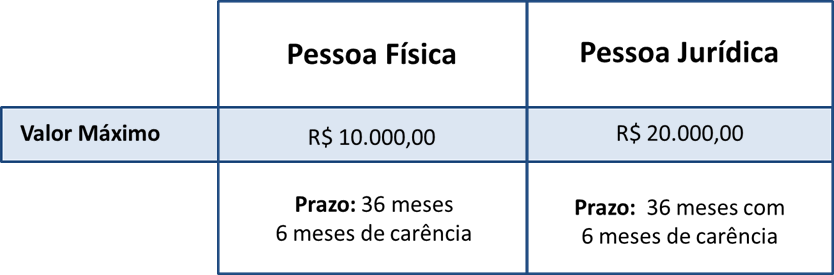 Pessoa Física
Pessoa Jurídica
Valor Máximo
R$ 10.000,00
R$ 20.000,00
Prazo: 36 meses
6 meses de carência
Prazo: 36 meses com
6 meses de carência